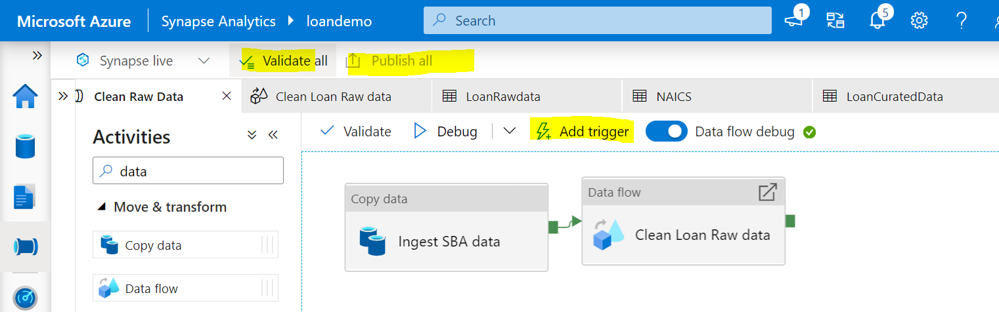 Microsoft Azure
Synapse Analytics
loandemo
Search
1
5
Synapse live
Validate all
Publish all
Clean Raw Data
Clean Loan Raw data
LoanRawdata
NAICS
LoanCuratedData
Activities
Validate
Debug
Add trigger
Data flow debug
data
Move & transform
Copy data
Data flow
Copy data
Ingest SBA data
Data flow
Clean Loan Raw data